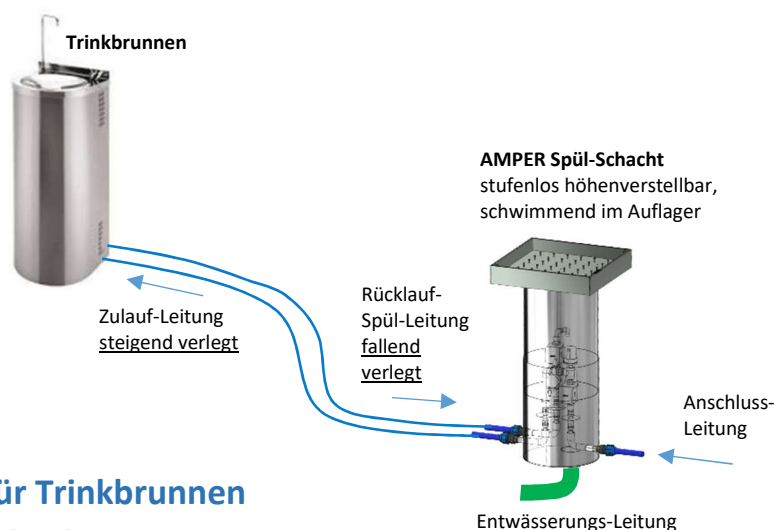 Trinkbrunnen
AMPER Spül-Schacht
stufenlos höhenverstellbar,
schwimmend im Auflager
Zulauf-Leitung
steigend verlegt
Rücklauf-
Spül-Leitung
fallend
verlegt
Anschluss-
Leitung
ür Trinkbrunnen
Entwässerungs-Leitung